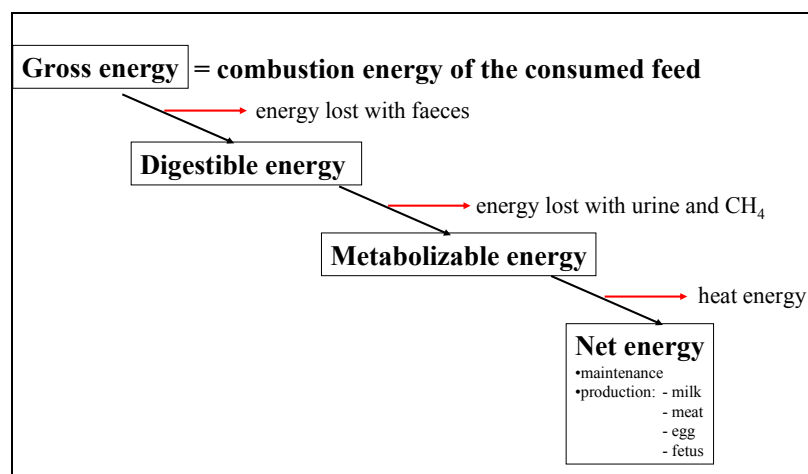 Gross energy = combustion energy of the consumed feed
energy lost with faeces
Digestible energy
energy lost with urine and CH₄
Metabolizable energy
heat energy
Net energy
•maintenance
•production: - milk
- meat
- egg
- fetus